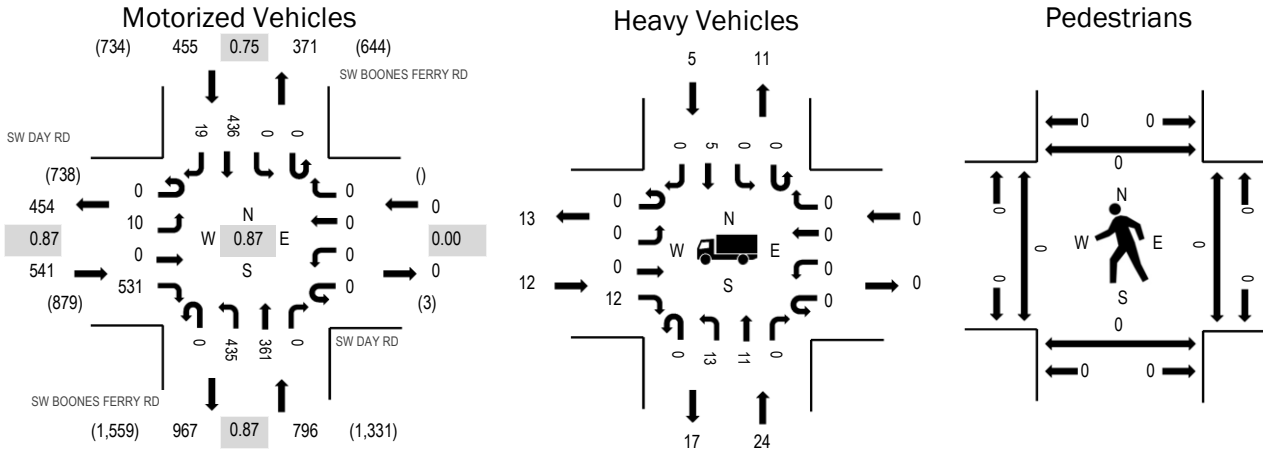 Motorized Vehicles
Heavy Vehicles
Pedestrians
(734) 455 0.75 371 (644)
SW BOONES FERRY RD
SW DAY RD
19 436 0 0
(738)
454
0.87
541
(879)
0
10
0
531
N
W 0.87 E
S
0
0
0
0
()
0
0.00
0
(3)
0 435 361 0
SW DAY RD
SW BOONES FERRY RD
(1,559) 967 0.87 796 (1,331)
5 11
0 5 0 0
13
12
0
0
0
12
N
W E
S
0
0
0
0
0
0
0 13 11 0
17 24
0 0
0
0
0
0
N
W E
S
0
0
0
0
0 0